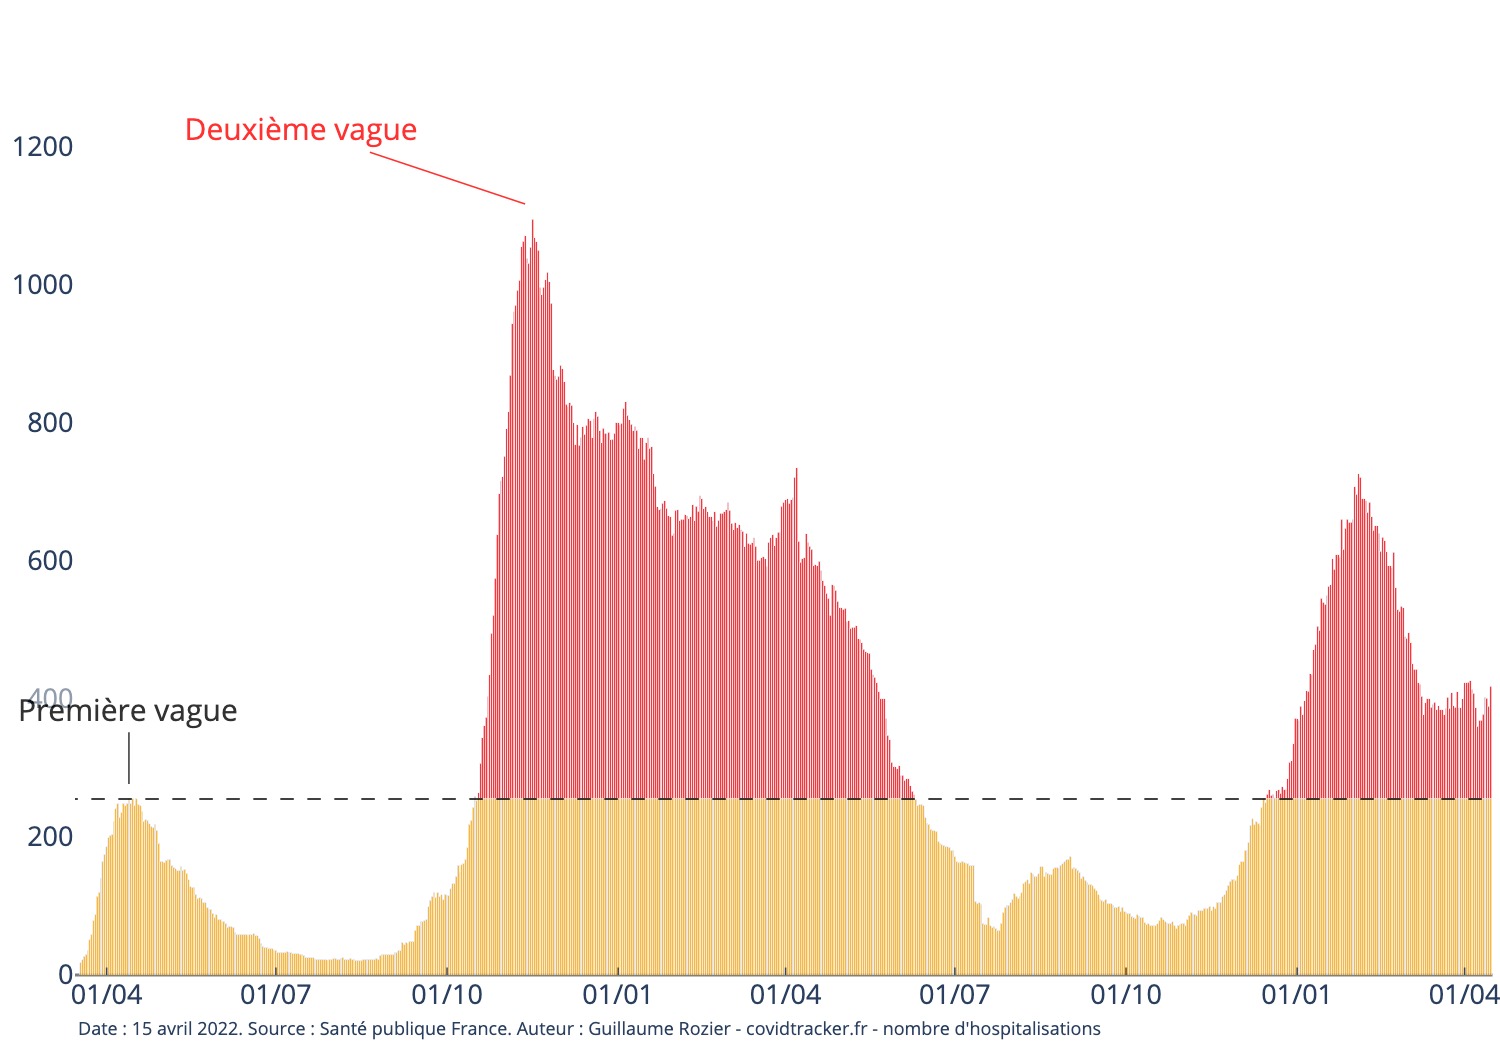 Deuxième vague
1200
1000
800
600
400
Première vague
200
0
01/04 01/07 01/10 01/01 01/04 01/07 01/10 01/01 01/04
Date : 15 avril 2022. Source : Santé publique France. Auteur : Guillaume Rozier - covidtracker.fr - nombre d'hospitalisations